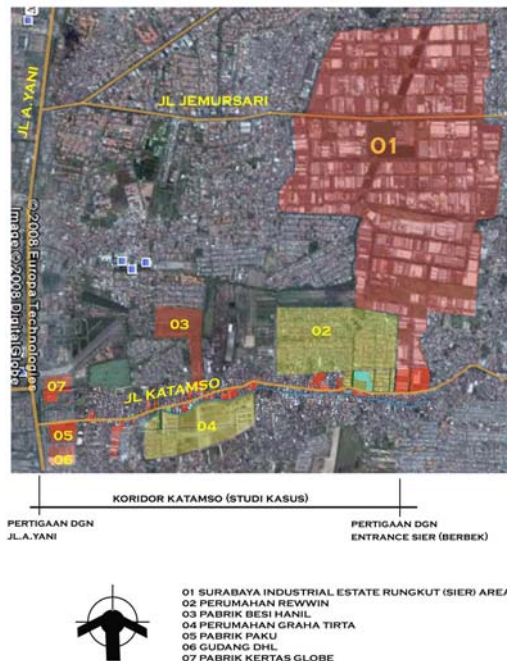 JL A.YANI
JL JEMURSARI
01
© 2008 Europa Technologies
Image © 2008 DigitalGlobe
03
02
07
JL KATAMSO
04
05
06
KORIDOR KATAMSO (STUDI KASUS)
PERTIGAAN DGN
JL.A.YANI
PERTIGAAN DGN
ENTRANCE SIER (BERBEK)
01 SURABAYA INDUSTRIAL ESTATE RUNGKUT (SIER) AREA
02 PERUMAHAN REWWIN
03 PABRIK BESI HANIL
04 PERUMAHAN GRAHA TIRTA
05 PABRIK PAKU
06 GUDANG DHL
07 PABRIK KERTAS GLOBE